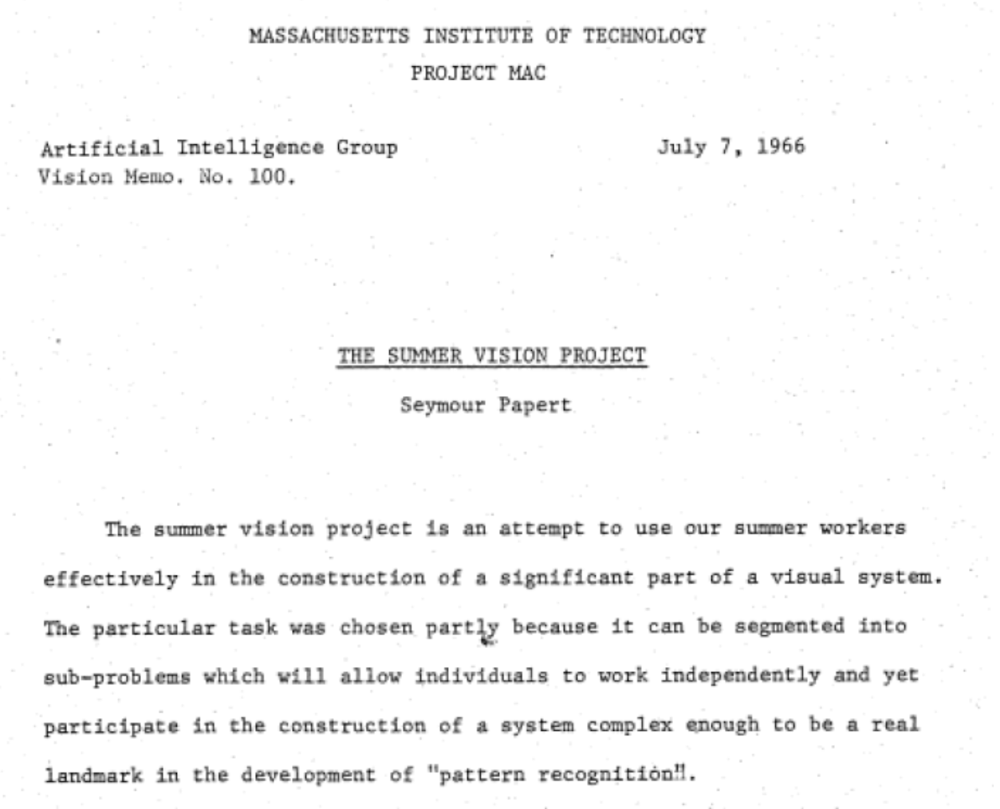 MASSACHUSETTS INSTITUTE OF TECHNOLOGY
PROJECT MAC
Artificial Intelligence Group July 7, 1966
Vision Memo. No. 100.
THE SUMMER VISION PROJECT
Seymour Papert
The summer vision project is an attempt to use our summer workers
effectively in the construction of a significant part of a visual system.
The particular task was chosen partly because it can be segmented into
sub-problems which will allow individuals to work independently and yet
participate in the construction of a system complex enough to be a real
landmark in the development of "pattern recognition".